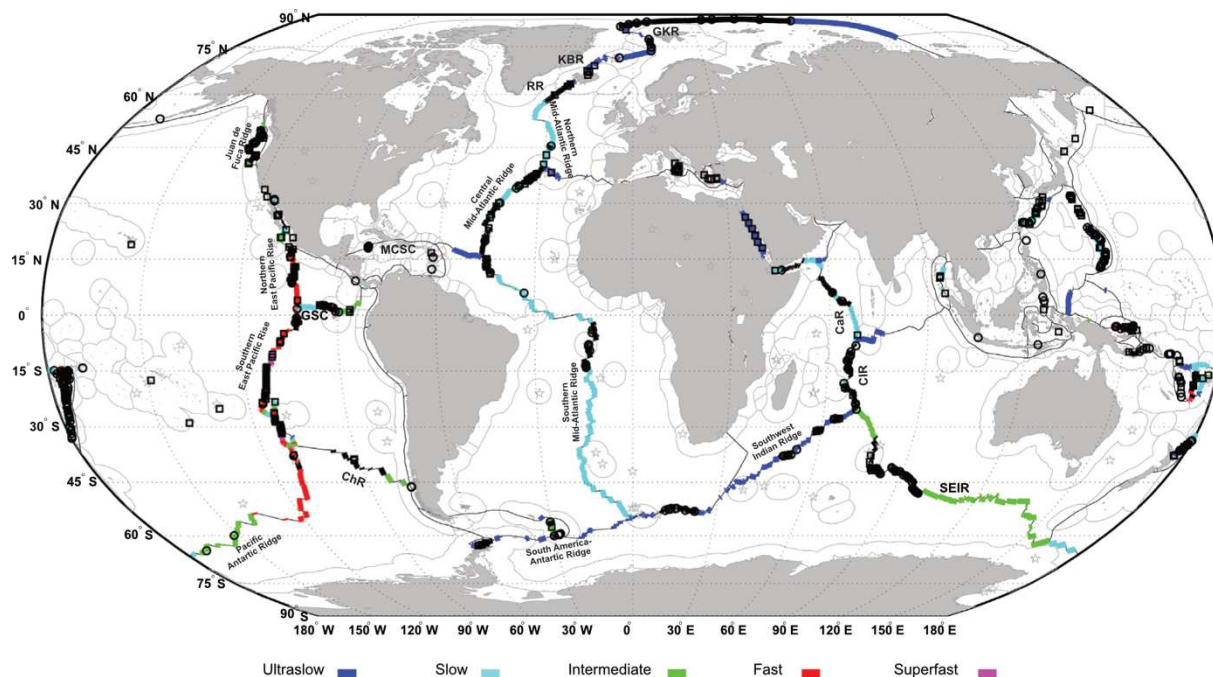 90°N
75°N
60°N
45°N
30°N
15°N
0°
15°S
30°S
45°S
60°S
75°S
90°S
GKR
KBR
RR
Northern
Mid-Atlantic Ridge
Juan de
Fuca Ridge
Central
Mid-Atlantic Ridge
MCSC
Northern
East Pacific Rise
GSC
Southern
East Pacific Rise
CaR
CIR
Southern
Mid-Atlantic Ridge
Southwest
Indian Ridge
ChR
SEIR
Pacific
Antartic Ridge
South America-
Antartic Ridge
180°W 150°W 120°W 90°W 60°W 30°W 0° 30°E 60°E 90°E 120°E 150°E 180°E
Ultraslow Slow Intermediate Fast Superfast